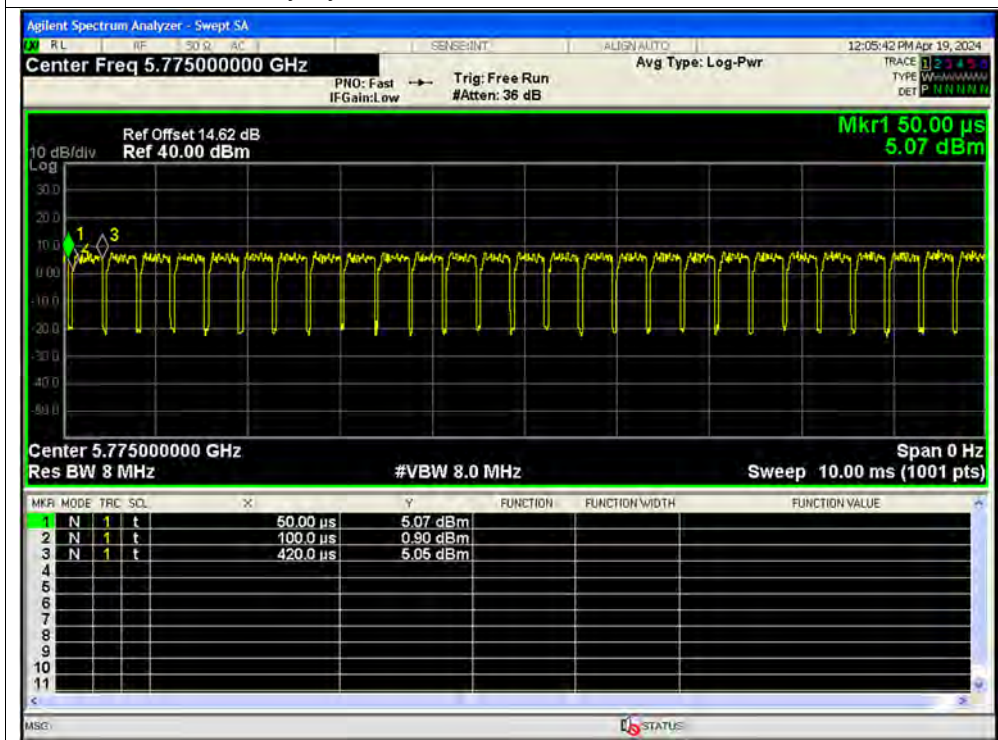 Agilent Spectrum Analyzer - Swept SA
RL RF 50 Ω AC SENSE:INT ALIGN AUTO 12:05:42 PM Apr 19, 2024
Center Freq 5.775000000 GHz Avg Type: Log-Pwr TRACE 1 2 3 4 5 6
PNO: Fast Trig: Free Run TYPE
IFGain:Low #Atten: 36 dB DET P N N N N N
Mkr1 50.00 µs
Ref Offset 14.62 dB
10 dB/div Ref 40.00 dBm 5.07 dBm
Log
30.0
20.0
10.0
0.00
-10.0
-20.0
-30.0
-40.0
-50.0
1 2 3
Center 5.775000000 GHz Span 0 Hz
Res BW 8 MHz #VBW 8.0 MHz Sweep 10.00 ms (1001 pts)
MKR MODE TRC SCL X Y FUNCTION FUNCTION WIDTH FUNCTION VALUE
1 N 1 t 50.00 µs 5.07 dBm
2 N 1 t 100.0 µs 0.90 dBm
3 N 1 t 420.0 µs 5.05 dBm
4
5
6
7
8
9
10
11
MSG STATUS